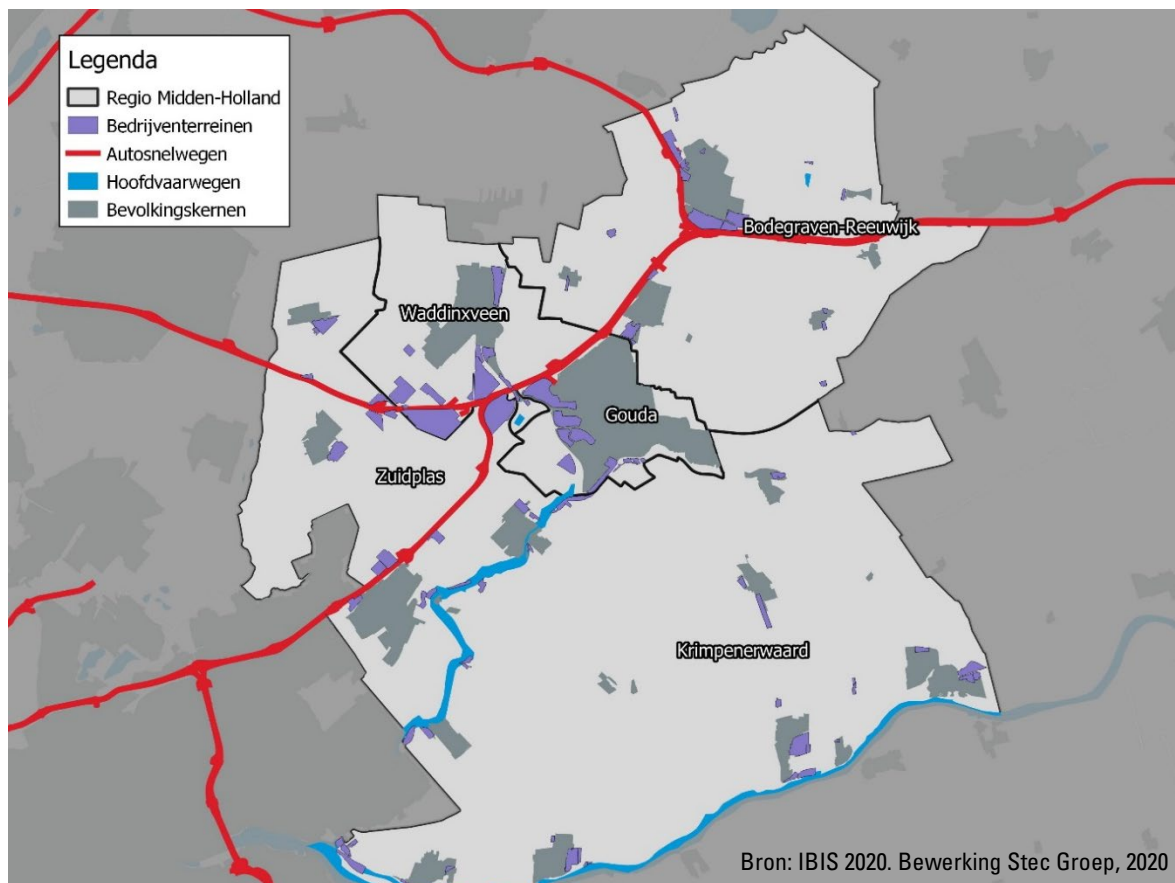 Legenda
Regio Midden-Holland
Bedrijventerreinen
Autosnelwegen
Hoofdvaarwegen
Bevolkingskernen
Bodegraven-Reeuwijk
Waddinxveen
Gouda
Zuidplas
Krimpenerwaard
Bron: IBIS 2020. Bewerking Stec Groep, 2020